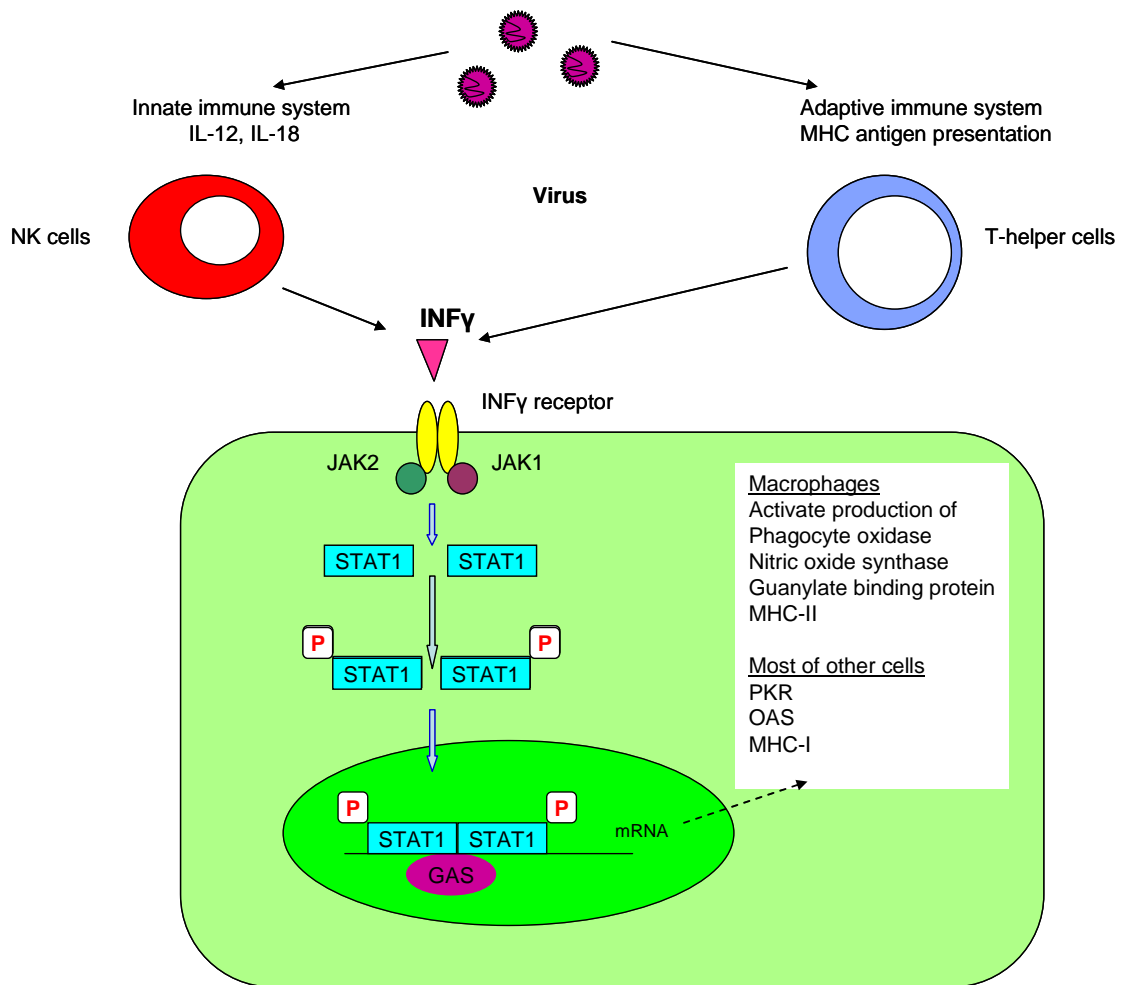 Innate immune system
IL-12, IL-18
Adaptive immune system
MHC antigen presentation
Virus
NK cells
T-helper cells
INFγ
INFγ receptor
JAK2
JAK1
STAT1
STAT1
P
P
STAT1
STAT1
P
P
STAT1
STAT1
GAS
mRNA
Macrophages
Activate production of
Phagocyte oxidase
Nitric oxide synthase
Guanylate binding protein
MHC-II
Most of other cells
PKR
OAS
MHC-I